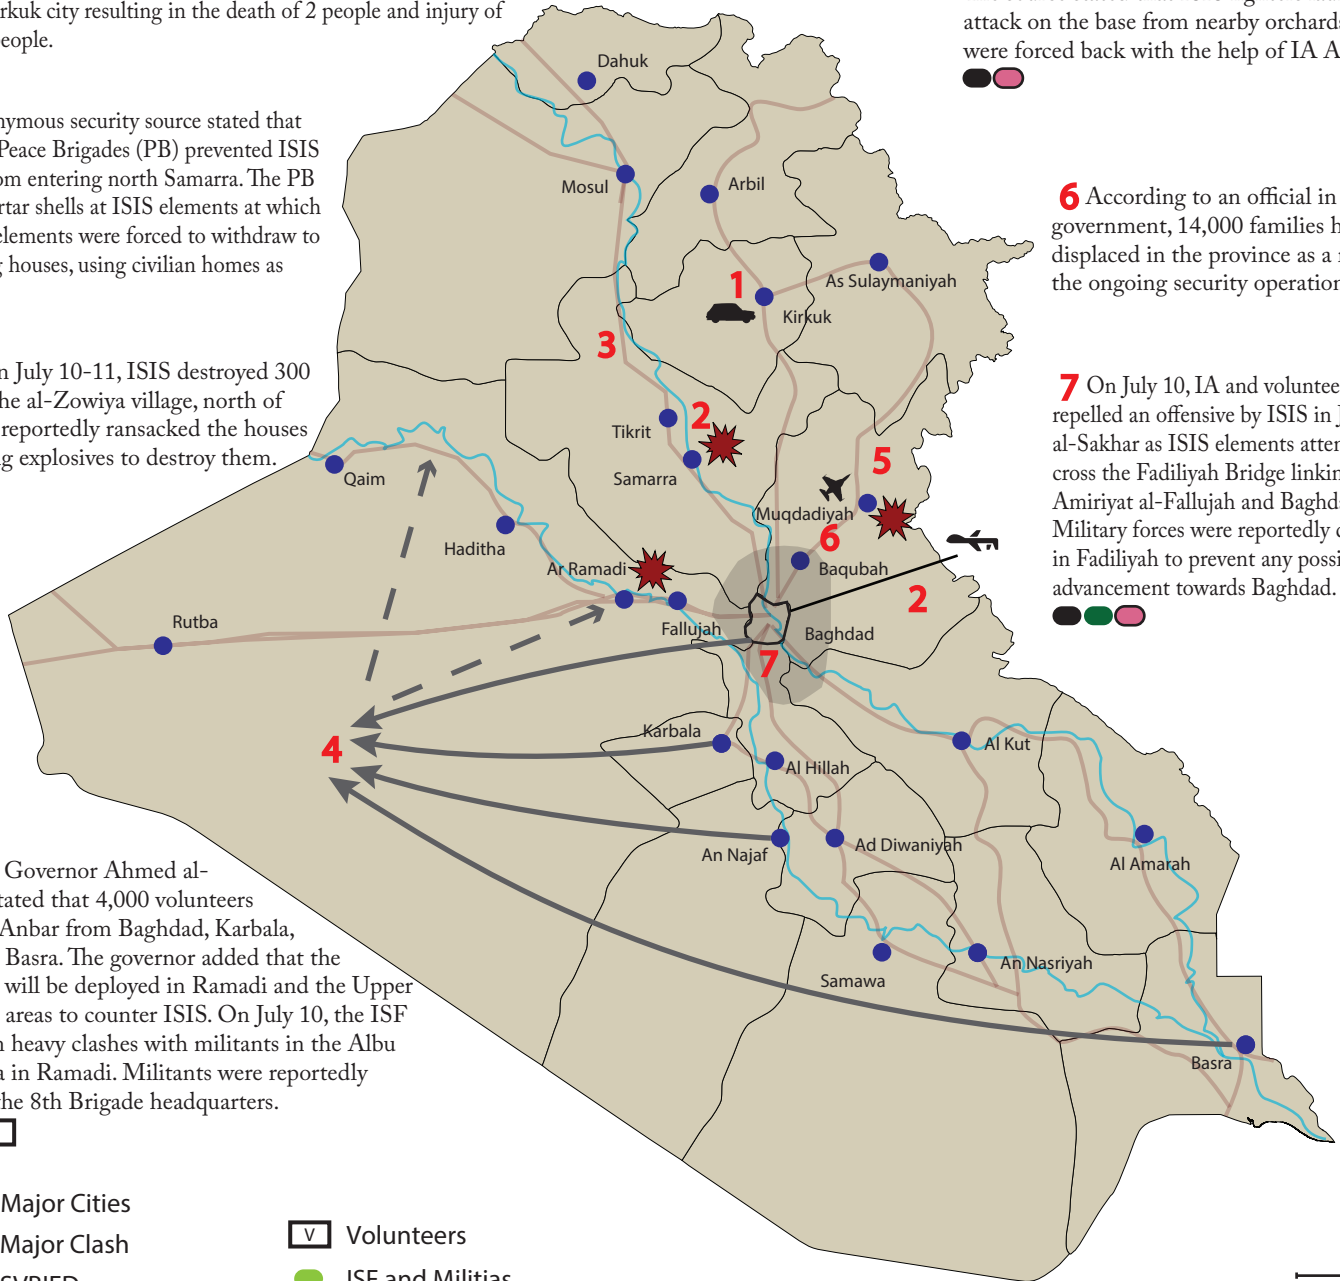 rkuk city resulting in the death of 2 people and injury of
people.
nymous security source stated that
Peace Brigades (PB) prevented ISIS
om entering north Samarra. The PB
rtar shells at ISIS elements at which
elements were forced to withdraw to
g houses, using civilian homes as
n July 10-11, ISIS destroyed 300
he al-Zowiya village, north of
reportedly ransacked the houses
ng explosives to destroy them.
Governor Ahmed al-
tated that 4,000 volunteers
Anbar from Baghdad, Karbala,
Basra. The governor added that the
will be deployed in Ramadi and the Upper
areas to counter ISIS. On July 10, the ISF
n heavy clashes with militants in the Albu
a in Ramadi. Militants were reportedly
he 8th Brigade headquarters.
Major Cities
Major Clash
SVBIED
V Volunteers
ISF and Militias
Dahuk
Mosul
Arbil
1
As Sulaymaniyah
Kirkuk
3
2
Tikrit
Samarra
5
Qaim
Muqdadiyah
6
Haditha
Ar Ramadi
Baqubah
2
Rutba
Fallujah
Baghdad
7
4
Karbala
Al Kut
Al Hillah
An Najaf
Ad Diwaniyah
Al Amarah
Samawa
An Nasriyah
Basra
attack on the base from nearby orchards
were forced back with the help of IA A
6 According to an official in
government, 14,000 families h
displaced in the province as a r
the ongoing security operation
7 On July 10, IA and voluntee
repelled an offensive by ISIS in J
al-Sakhar as ISIS elements atten
cross the Fadiliyah Bridge linkin
Amiriyat al-Fallujah and Baghd
Military forces were reportedly d
in Fadiliyah to prevent any possi
advancement towards Baghdad.